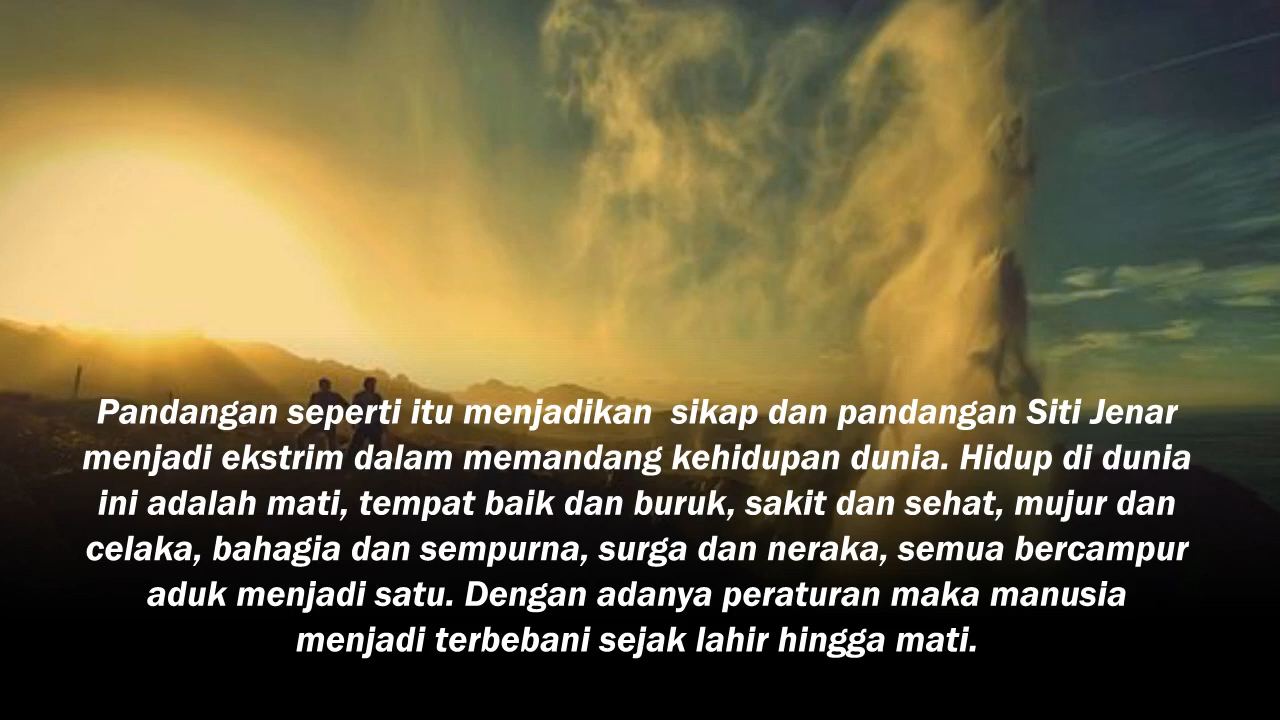 Pandangan seperti itu menjadikan  sikap dan pandangan Siti Jenar
menjadi ekstrim dalam memandang kehidupan dunia. Hidup di dunia
ini adalah mati, tempat baik dan buruk, sakit dan sehat, mujur dan
celaka, bahagia dan sempurna, surga dan neraka, semua bercampur
aduk menjadi satu. Dengan adanya peraturan maka manusia
menjadi terbebani sejak lahir hingga mati.